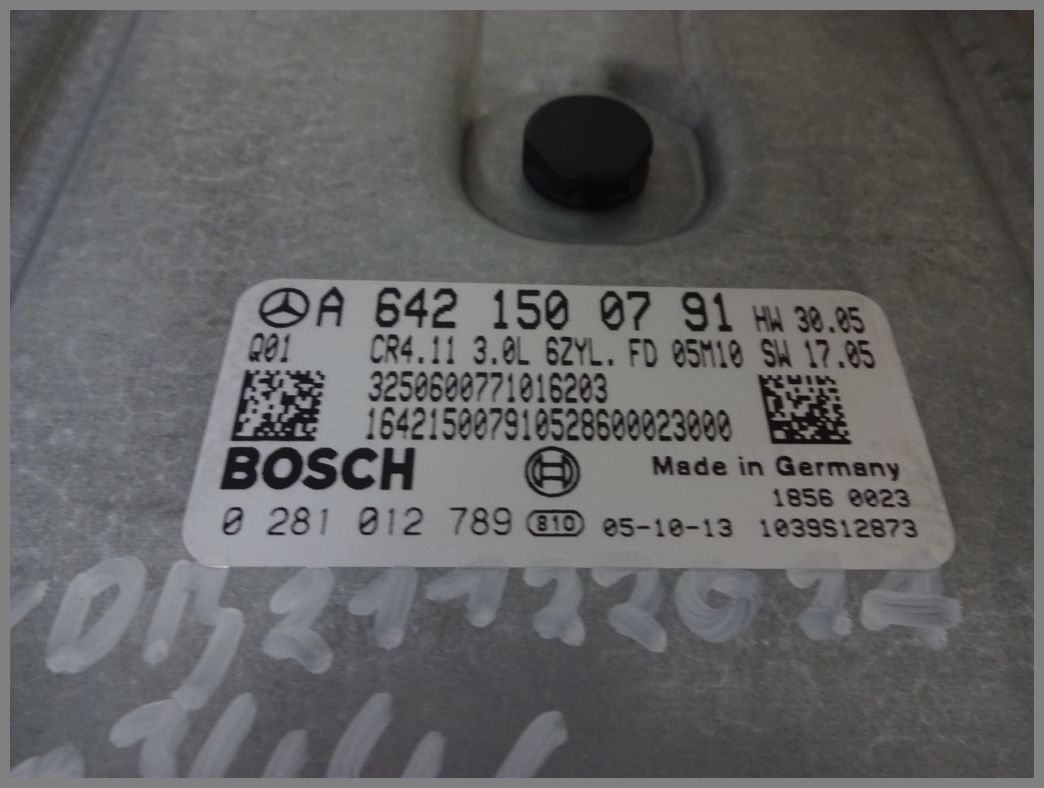 A 642 150 07 91 HW 30.05
Q01 CR4.11 3.0L 6ZYL. FD 05M10 SW 17.05
3250600771016203
164215007910528600023000
BOSCH Made in Germany
1856 0023
0 281 012 789 810 05-10-13 1039S12873